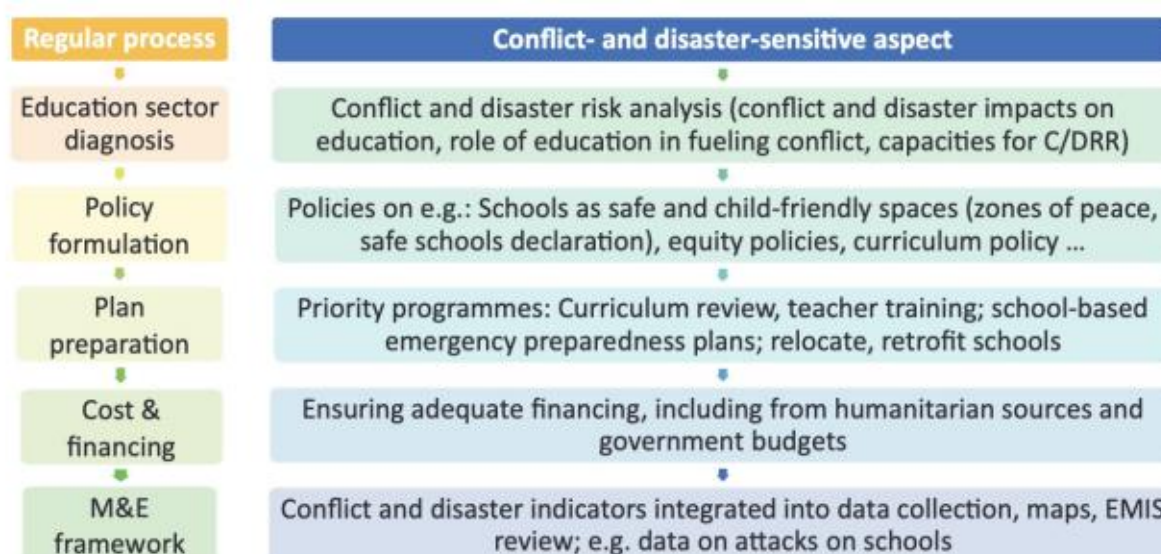 Regular process
Conflict- and disaster-sensitive aspect
Education sector
diagnosis
Conflict and disaster risk analysis (conflict and disaster impacts on
education, role of education in fueling conflict, capacities for C/DRR)
Policy
formulation
Policies on e.g.: Schools as safe and child-friendly spaces (zones of peace,
safe schools declaration), equity policies, curriculum policy ...
Plan
preparation
Priority programmes: Curriculum review, teacher training; school-based
emergency preparedness plans; relocate, retrofit schools
Cost &
financing
Ensuring adequate financing, including from humanitarian sources and
government budgets
M&E
framework
Conflict and disaster indicators integrated into data collection, maps, EMIS
review; e.g. data on attacks on schools